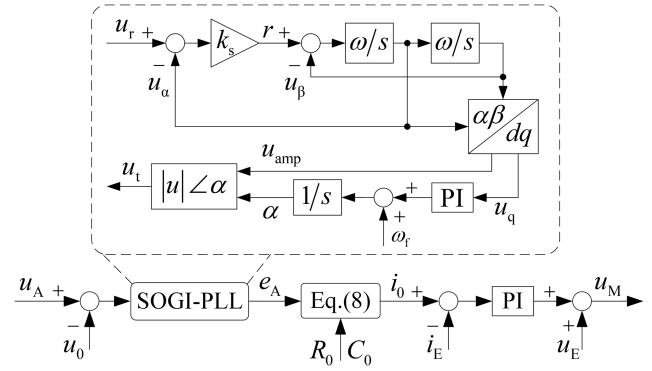 u_r + k_s r + ω/s ω/s
− u_α − u_β
αβ dq
u_amp
u_t |u|∠α α 1/s + PI u_q
+ ω_f
u_A + SOGI-PLL e_A Eq.(8) i_0 + PI + u_M
− u_0 R_0 C_0 − i_E + u_E